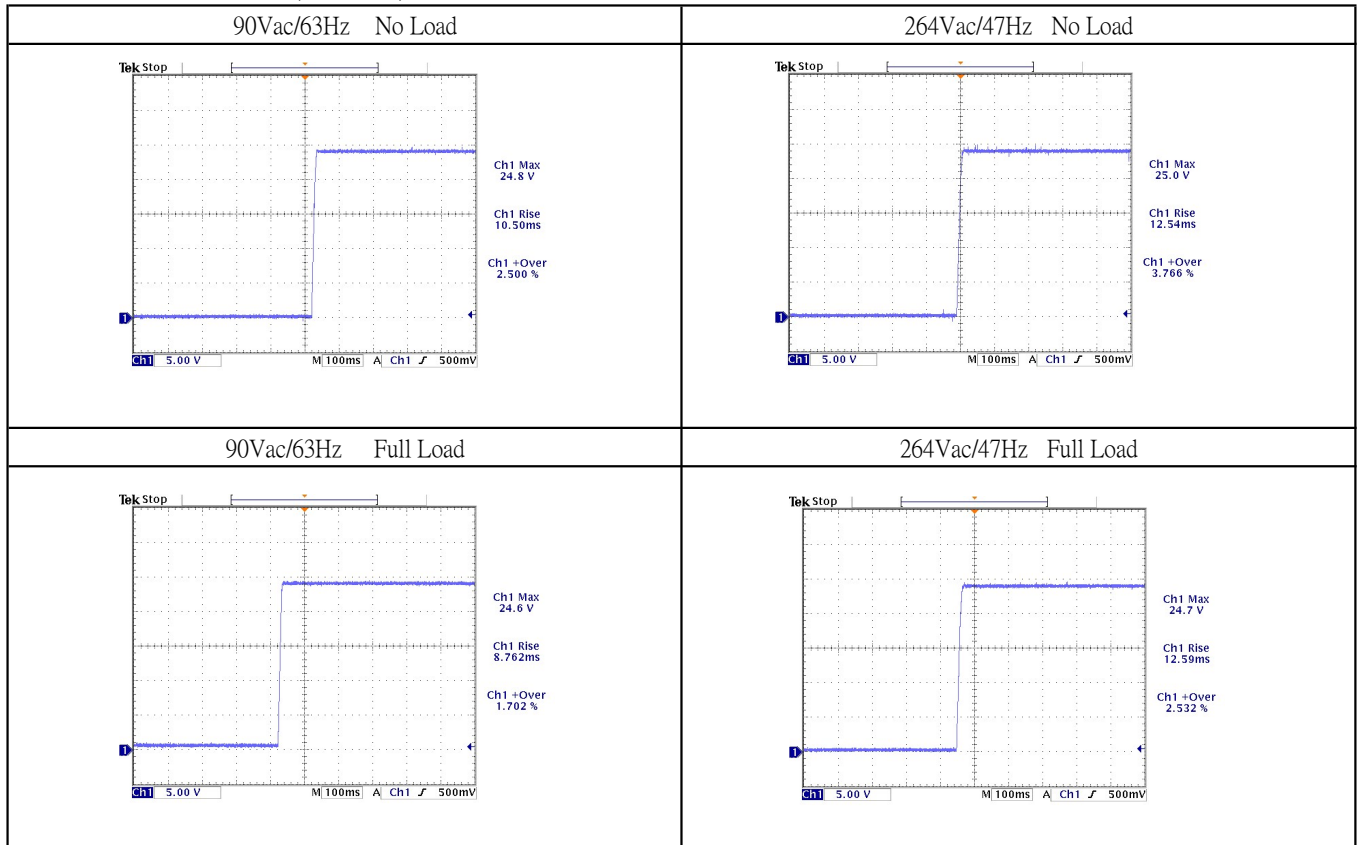 90Vac/63Hz No Load
264Vac/47Hz No Load
Tek Stop
Ch1 Max
24.8 V
Ch1 Rise
10.50ms
Ch1 +Over
2.500 %
1
Ch1 5.00 V M 100ms A Ch1 ʃ 500mV
Tek Stop
Ch1 Max
25.0 V
Ch1 Rise
12.54ms
Ch1 +Over
3.766 %
1
Ch1 5.00 V M 100ms A Ch1 ʃ 500mV
90Vac/63Hz Full Load
264Vac/47Hz Full Load
Tek Stop
Ch1 Max
24.6 V
Ch1 Rise
8.762ms
Ch1 +Over
1.702 %
1
Ch1 5.00 V M 100ms A Ch1 ʃ 500mV
Tek Stop
Ch1 Max
24.7 V
Ch1 Rise
12.59ms
Ch1 +Over
2.532 %
1
Ch1 5.00 V M 100ms A Ch1 ʃ 500mV